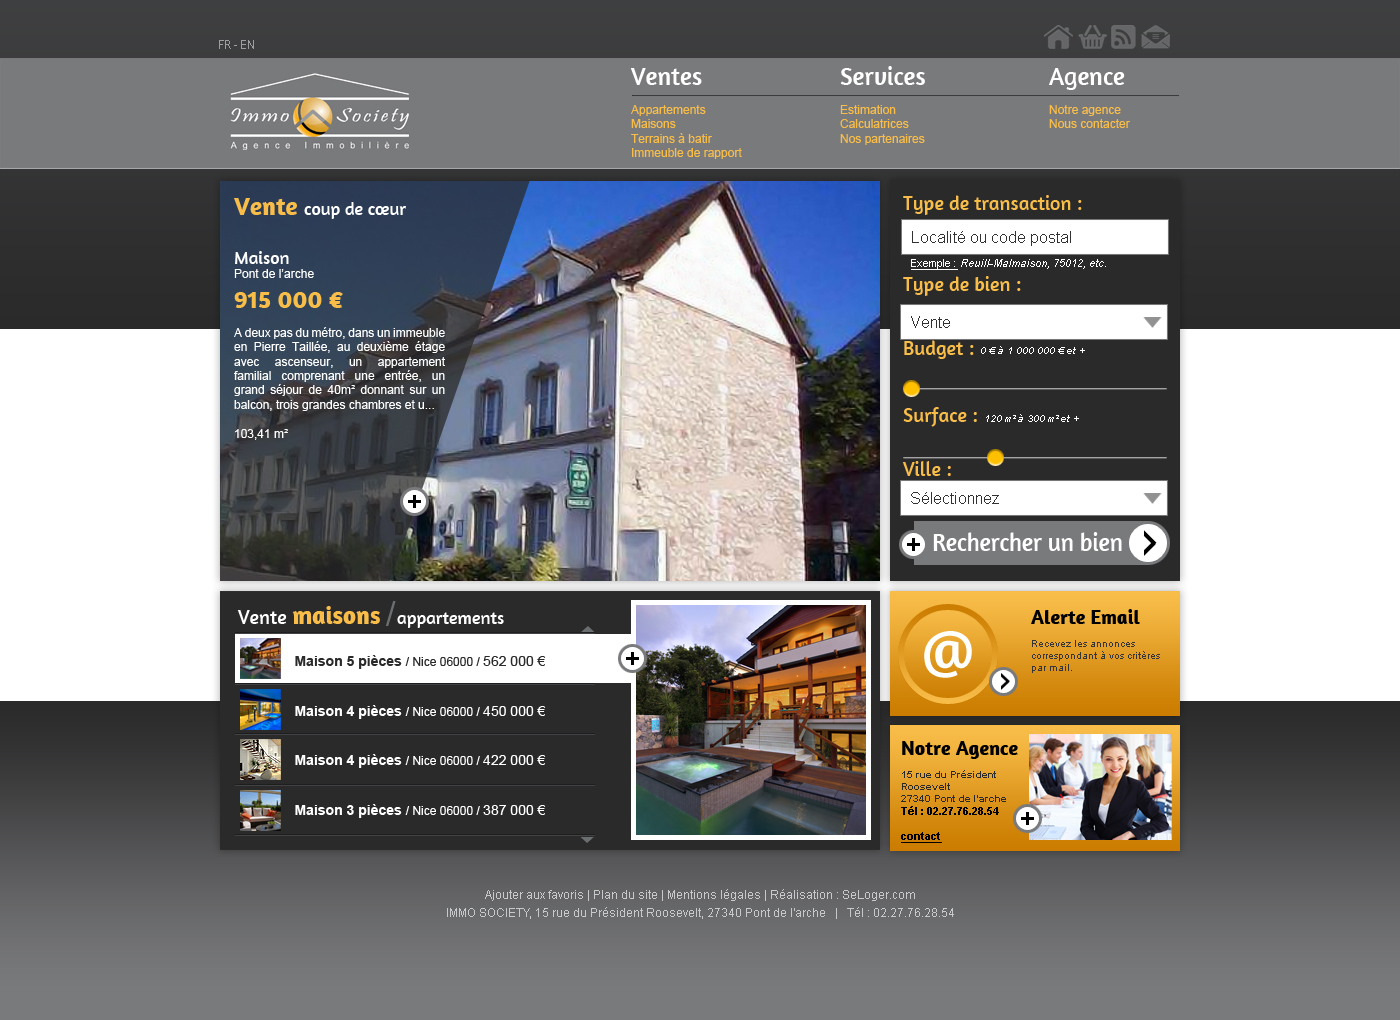 FR - EN
Immo Society
Agence Immobilière
Ventes
Appartements
Maisons
Terrains à batir
Immeuble de rapport
Services
Estimation
Calculatrices
Nos partenaires
Agence
Notre agence
Nous contacter
Vente coup de cœur
Maison
Pont de l'arche
915 000 €
A deux pas du métro, dans un immeuble
en Pierre Taillée, au deuxième étage
avec ascenseur, un appartement
familial comprenant une entrée, un
grand séjour de 40m² donnant sur un
balcon, trois grandes chambres et u...
103,41 m²
Type de transaction :
Localité ou code postal
Exemple : Reuill-Malmaison, 75012, etc.
Type de bien :
Vente
Budget : 0 € à 1 000 000 € et +
Surface : 120 m² à 300 m² et +
Ville :
Sélectionnez
Rechercher un bien
Vente maisons / appartements
Maison 5 pièces / Nice 06000 / 562 000 €
Maison 4 pièces / Nice 06000 / 450 000 €
Maison 4 pièces / Nice 06000 / 422 000 €
Maison 3 pièces / Nice 06000 / 387 000 €
@
Alerte Email
Recevez les annonces
correspondant à vos critères
par mail.
Notre Agence
15 rue du Président
Roosevelt
27340 Pont de l'arche
Tél : 02.27.76.28.54
contact
Ajouter aux favoris | Plan du site | Mentions légales | Réalisation : SeLoger.com
IMMO SOCIETY, 15 rue du Président Roosevelt, 27340 Pont de l'arche | Tél : 02.27.76.28.54